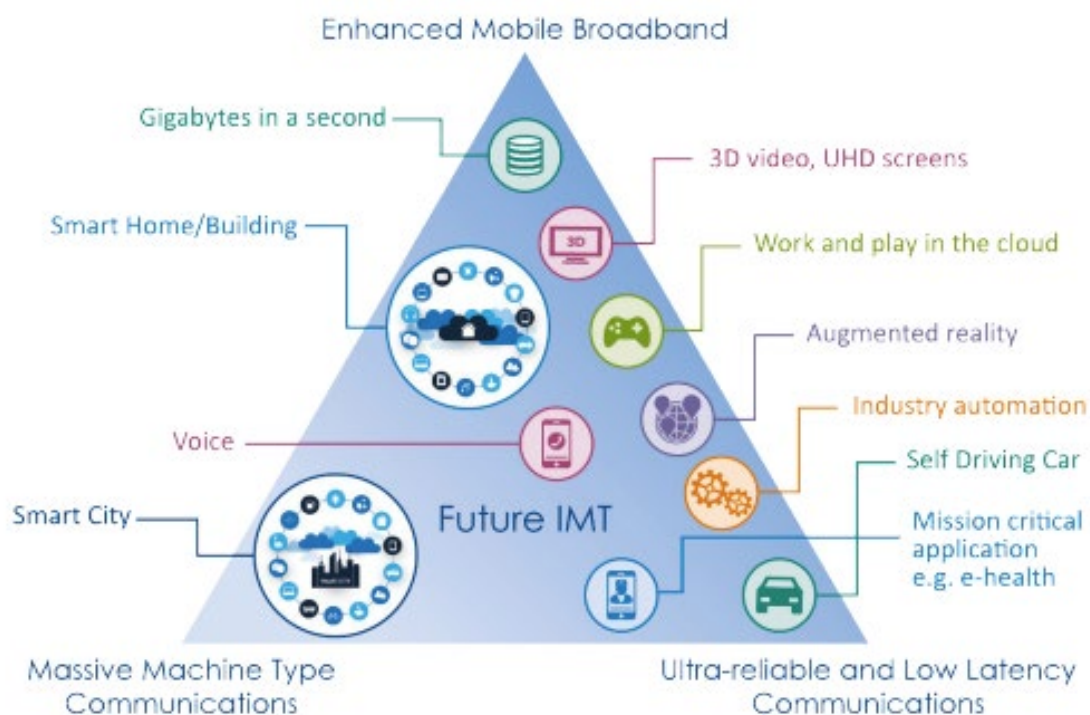 Enhanced Mobile Broadband
Gigabytes in a second
3D video, UHD screens
3D
Smart Home/Building
Work and play in the cloud
Augmented reality
Industry automation
Voice
Self Driving Car
Smart City
Future IMT
Mission critical
application
e.g. e-health
Massive Machine Type
Communications
Ultra-reliable and Low Latency
Communications